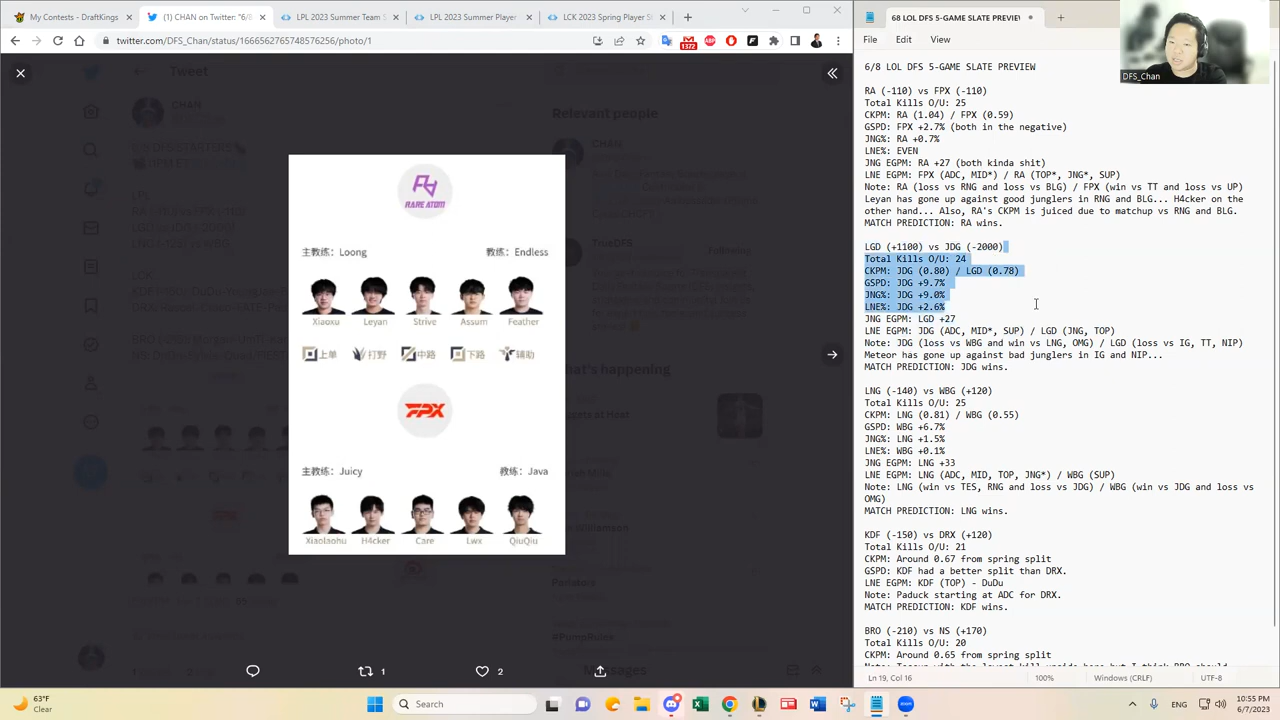 My Contests - DraftKings
(1) CHAN on Twitter: "6/8
LPL 2023 Summer Team S
LPL 2023 Summer Player
LCK 2023 Spring Player St
twitter.com/DFS_Chan/status/1666562765748576256/photo/1
1372
Tweet
CHAN
Relevant people
CHAN
TrueDFS
Following
What's happening
#PumpRules
Messages
RARE ATOM
主教练: Loong
教练: Endless
Xiaoxu
Leyan
Strive
Assum
Feather
上单
打野
中路
下路
辅助
FPX
主教练: Juicy
教练: Java
Xiaolaohu
H4cker
Care
Lwx
QiuQiu
1
2
68 LOL DFS 5-GAME SLATE PREVIEW
File
Edit
View
DFS_Chan
6/8 LOL DFS 5-GAME SLATE PREVIEW
RA (-110) vs FPX (-110)
Total Kills O/U: 25
CKPM: RA (1.04) / FPX (0.59)
GSPD: FPX +2.7% (both in the negative)
JNG%: RA +0.7%
LNE%: EVEN
JNG EGPM: RA +27 (both kinda shit)
LNE EGPM: FPX (ADC, MID*) / RA (TOP*, JNG*, SUP)
Note: RA (loss vs RNG and loss vs BLG) / FPX (win vs TT and loss vs UP)
Leyan has gone up against good junglers in RNG and BLG... H4cker on the
other hand... Also, RA's CKPM is juiced due to matchup vs RNG and BLG.
MATCH PREDICTION: RA wins.
LGD (+1100) vs JDG (-2000)
Total Kills O/U: 24
CKPM: JDG (0.80) / LGD (0.78)
GSPD: JDG +9.7%
JNG%: JDG +9.0%
LNE%: JDG +2.6%
JNG EGPM: LGD +27
LNE EGPM: JDG (ADC, MID*, SUP) / LGD (JNG, TOP)
Note: JDG (loss vs WBG and win vs LNG, OMG) / LGD (loss vs IG, TT, NIP)
Meteor has gone up against bad junglers in IG and NIP...
MATCH PREDICTION: JDG wins.
LNG (-140) vs WBG (+120)
Total Kills O/U: 25
CKPM: LNG (0.81) / WBG (0.55)
GSPD: WBG +6.7%
JNG%: LNG +1.5%
LNE%: WBG +0.1%
JNG EGPM: LNG +33
LNE EGPM: LNG (ADC, MID, TOP, JNG*) / WBG (SUP)
Note: LNG (win vs TES, RNG and loss vs JDG) / WBG (win vs JDG and loss vs
OMG)
MATCH PREDICTION: LNG wins.
KDF (-150) vs DRX (+120)
Total Kills O/U: 21
CKPM: Around 0.67 from spring split
GSPD: KDF had a better split than DRX.
LNE EGPM: KDF (TOP) - DuDu
Note: Paduck starting at ADC for DRX.
MATCH PREDICTION: KDF wins.
BRO (-210) vs NS (+170)
Total Kills O/U: 20
CKPM: Around 0.65 from spring split
Ln 19, Col 16
100%
Windows (CRLF)
UTF-8
63°F
Clear
Search
ENG
10:55 PM
6/7/2023